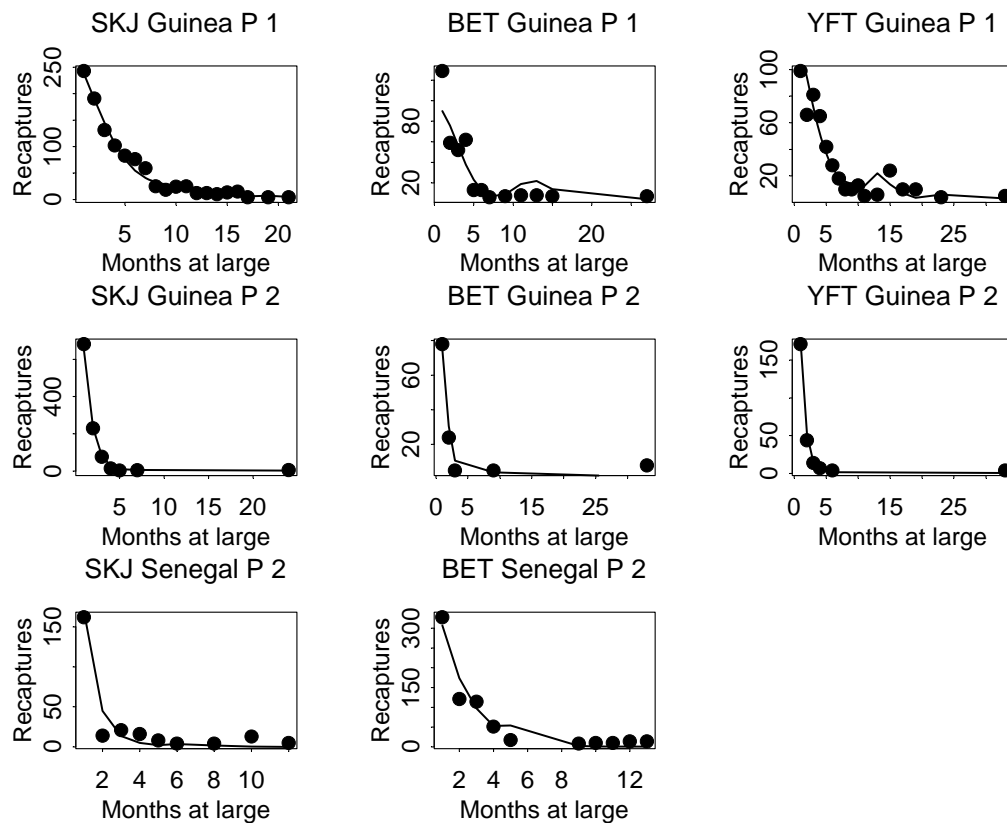 SKJ Guinea P 1
BET Guinea P 1
YFT Guinea P 1
Recaptures
0 100 250
5 10 15 20
Months at large
Recaptures
20 80
0 5 10 20
Months at large
Recaptures
20 60 100
0 5 15 25
Months at large
SKJ Guinea P 2
BET Guinea P 2
YFT Guinea P 2
Recaptures
0 400
5 10 15 20
Months at large
Recaptures
20 60
0 5 15 25
Months at large
Recaptures
0 50 150
0 5 15 25
Months at large
SKJ Senegal P 2
BET Senegal P 2
Recaptures
0 50 150
2 4 6 10
Months at large
Recaptures
0 150 300
2 4 6 8 12
Months at large